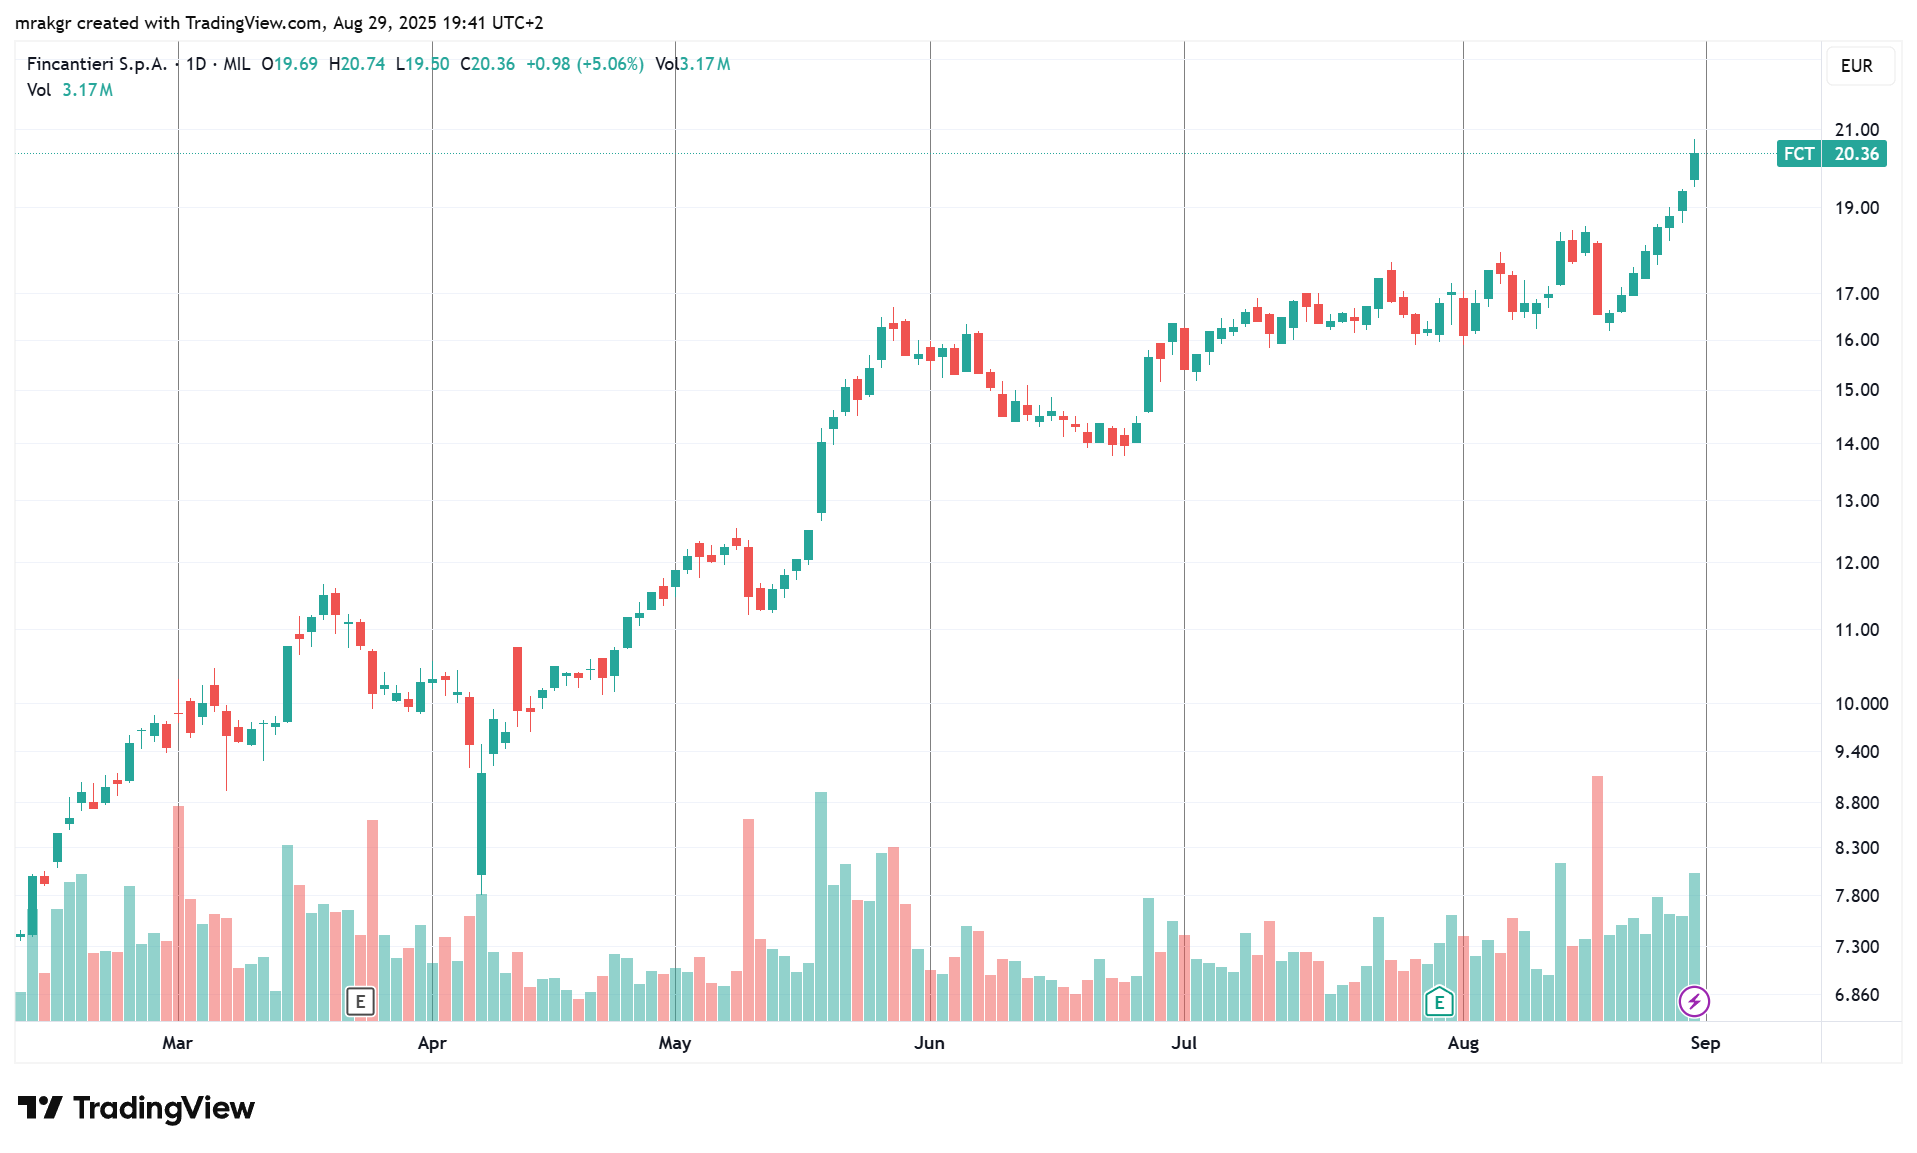 mrakgr created with TradingView.com, Aug 29, 2025 19:41 UTC+2
Fincantieri S.p.A. · 1D · MIL O19.69 H20.74 L19.50 C20.36 +0.98 (+5.06%) Vol3.17M
Vol 3.17M
EUR
21.00
FCT 20.36
19.00
17.00
16.00
15.00
14.00
13.00
12.00
11.00
10.000
9.400
8.800
8.300
7.800
7.300
6.860
E
E
Mar Apr May Jun Jul Aug Sep
TradingView